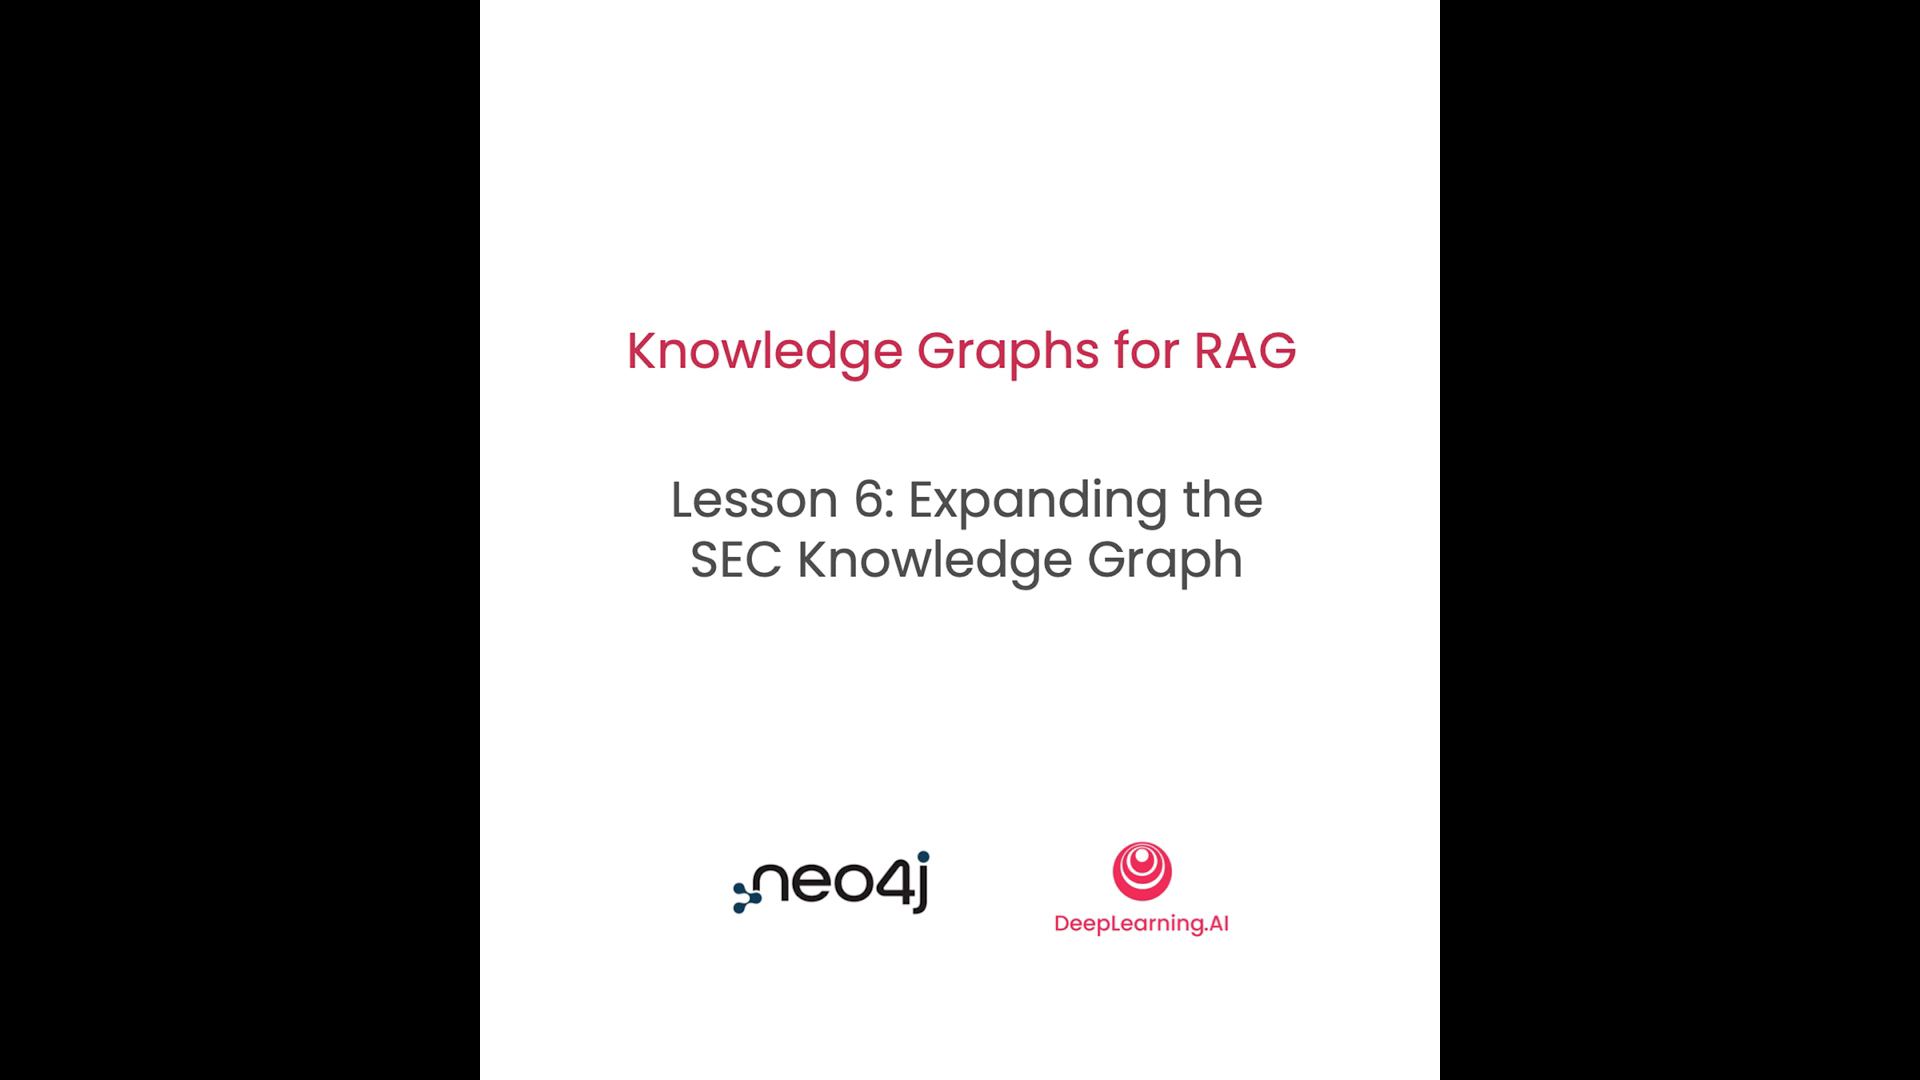 Knowledge Graphs for RAG
Lesson 6: Expanding the
SEC Knowledge Graph
neo4j
DeepLearning.AI